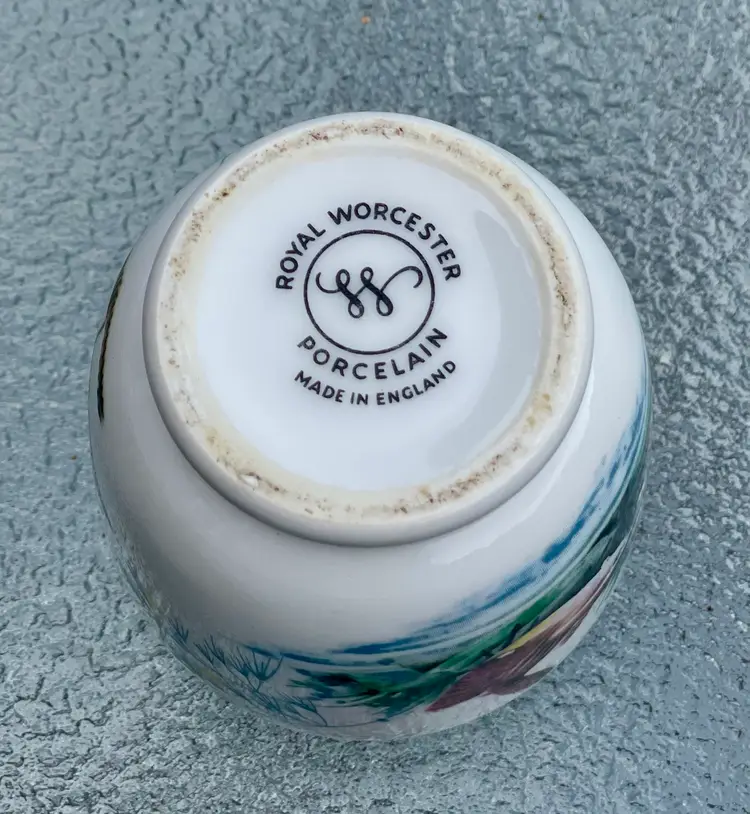 ROYAL WORCESTER
PORCELAIN
MADE IN ENGLAND